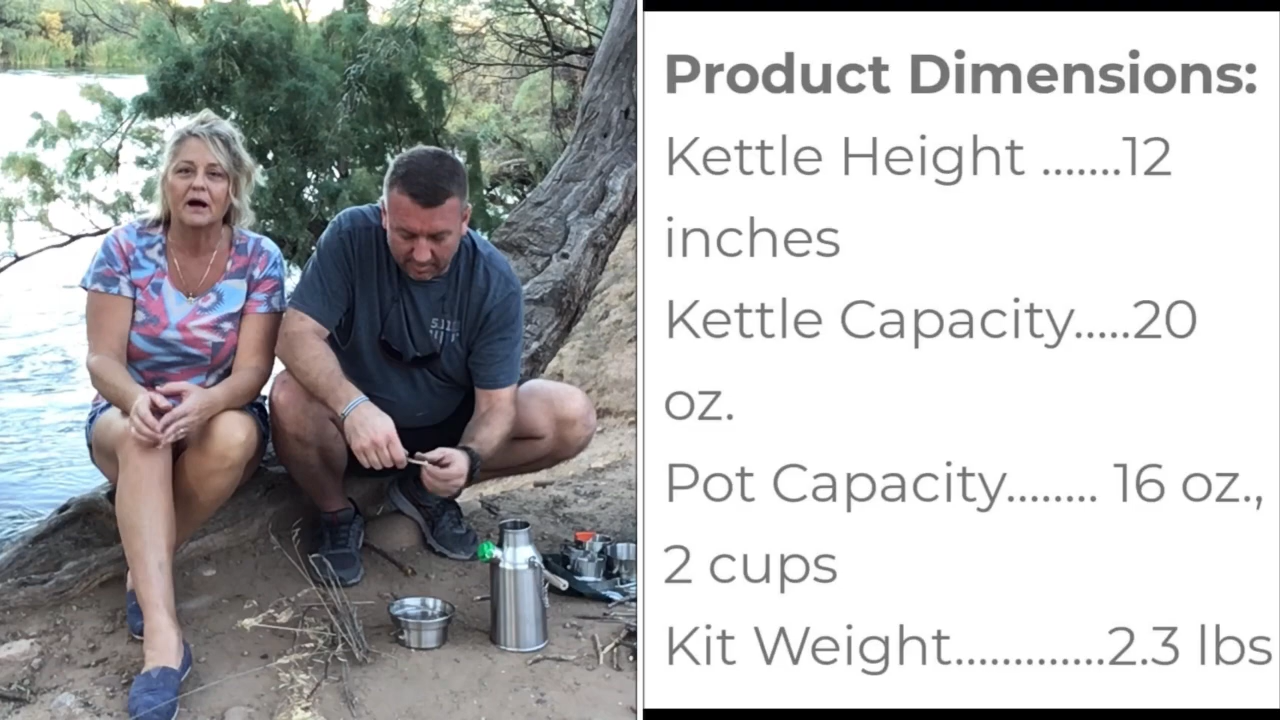 Product Dimensions:
Kettle Height .......12
inches
Kettle Capacity.....20
oz.
Pot Capacity........ 16 oz.,
2 cups
Kit Weight.............2.3 lbs